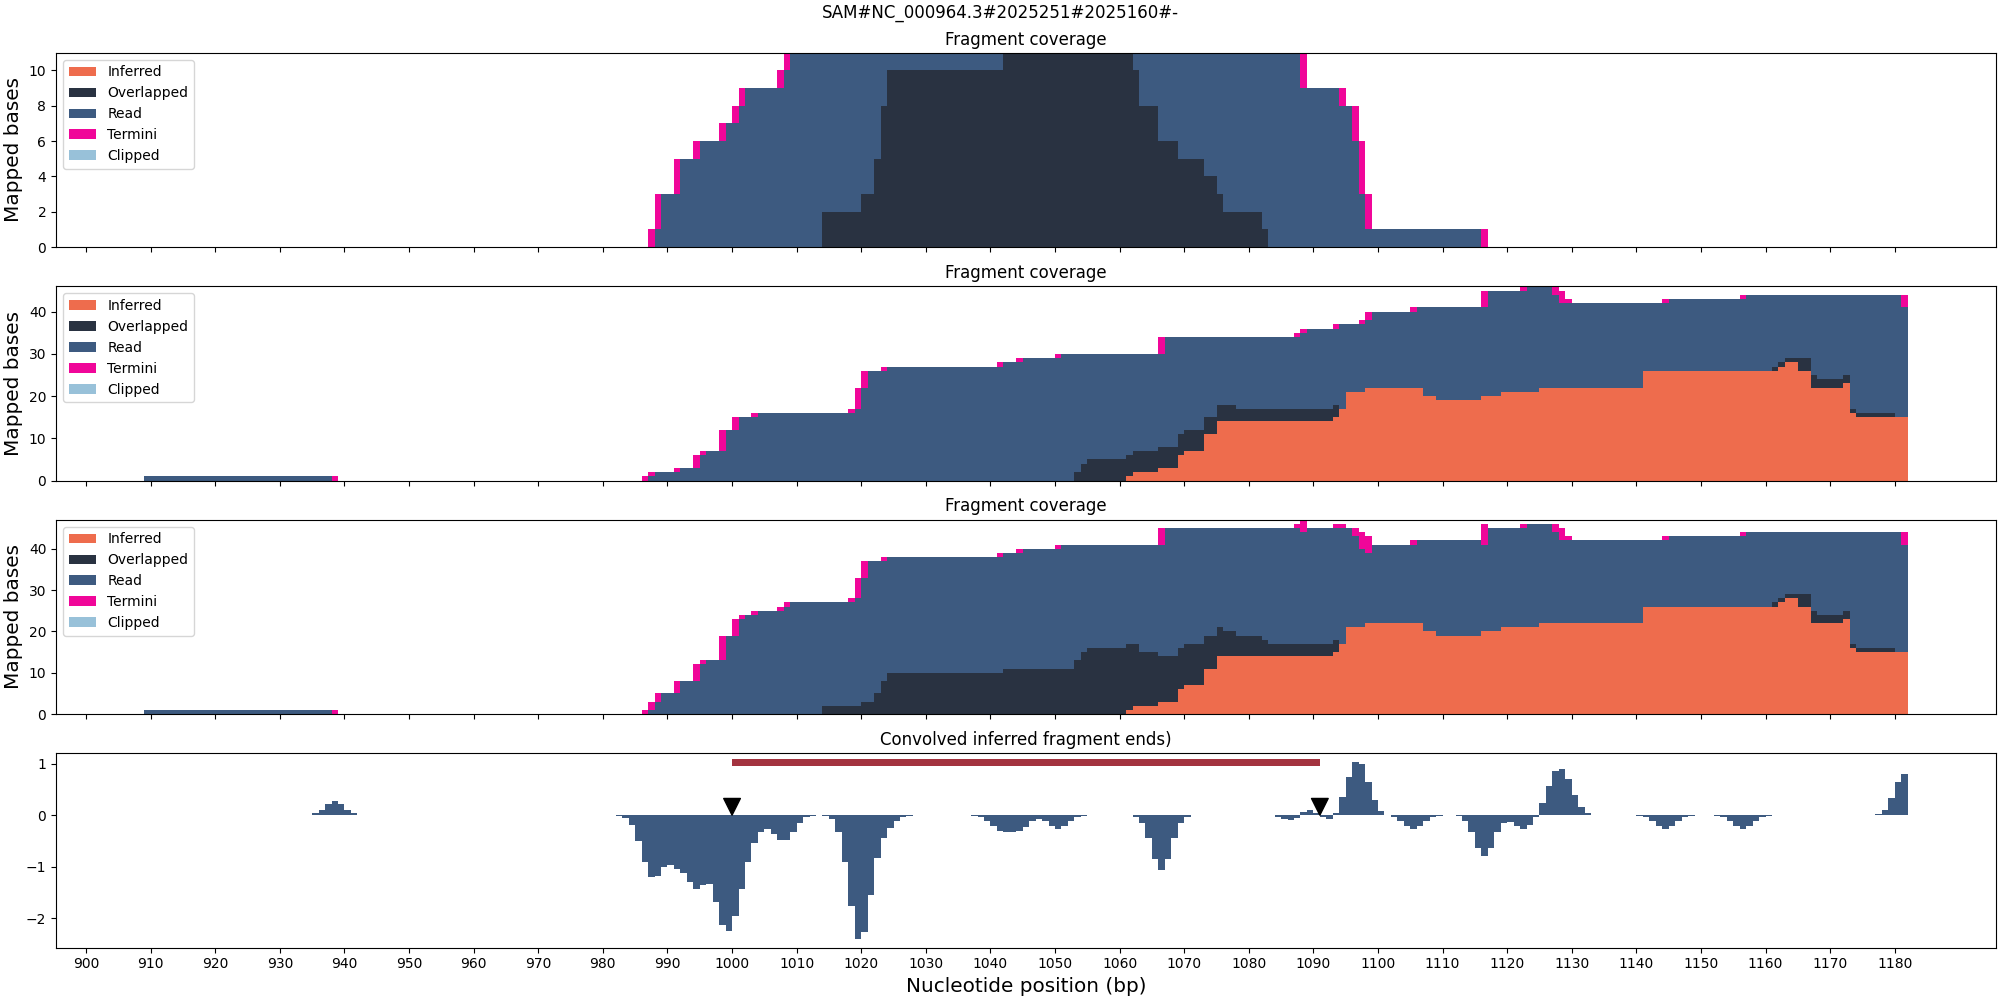 SAM#NC_000964.3#2025251#2025160#-
Fragment coverage
Mapped bases
10
8
6
4
2
0
Inferred
Overlapped
Read
Termini
Clipped
Fragment coverage
Mapped bases
40
30
20
10
0
Inferred
Overlapped
Read
Termini
Clipped
Fragment coverage
Mapped bases
40
30
20
10
0
Inferred
Overlapped
Read
Termini
Clipped
Convolved inferred fragment ends)
1
0
−1
−2
900 910 920 930 940 950 960 970 980 990 1000 1010 1020 1030 1040 1050 1060 1070 1080 1090 1100 1110 1120 1130 1140 1150 1160 1170 1180
Nucleotide position (bp)